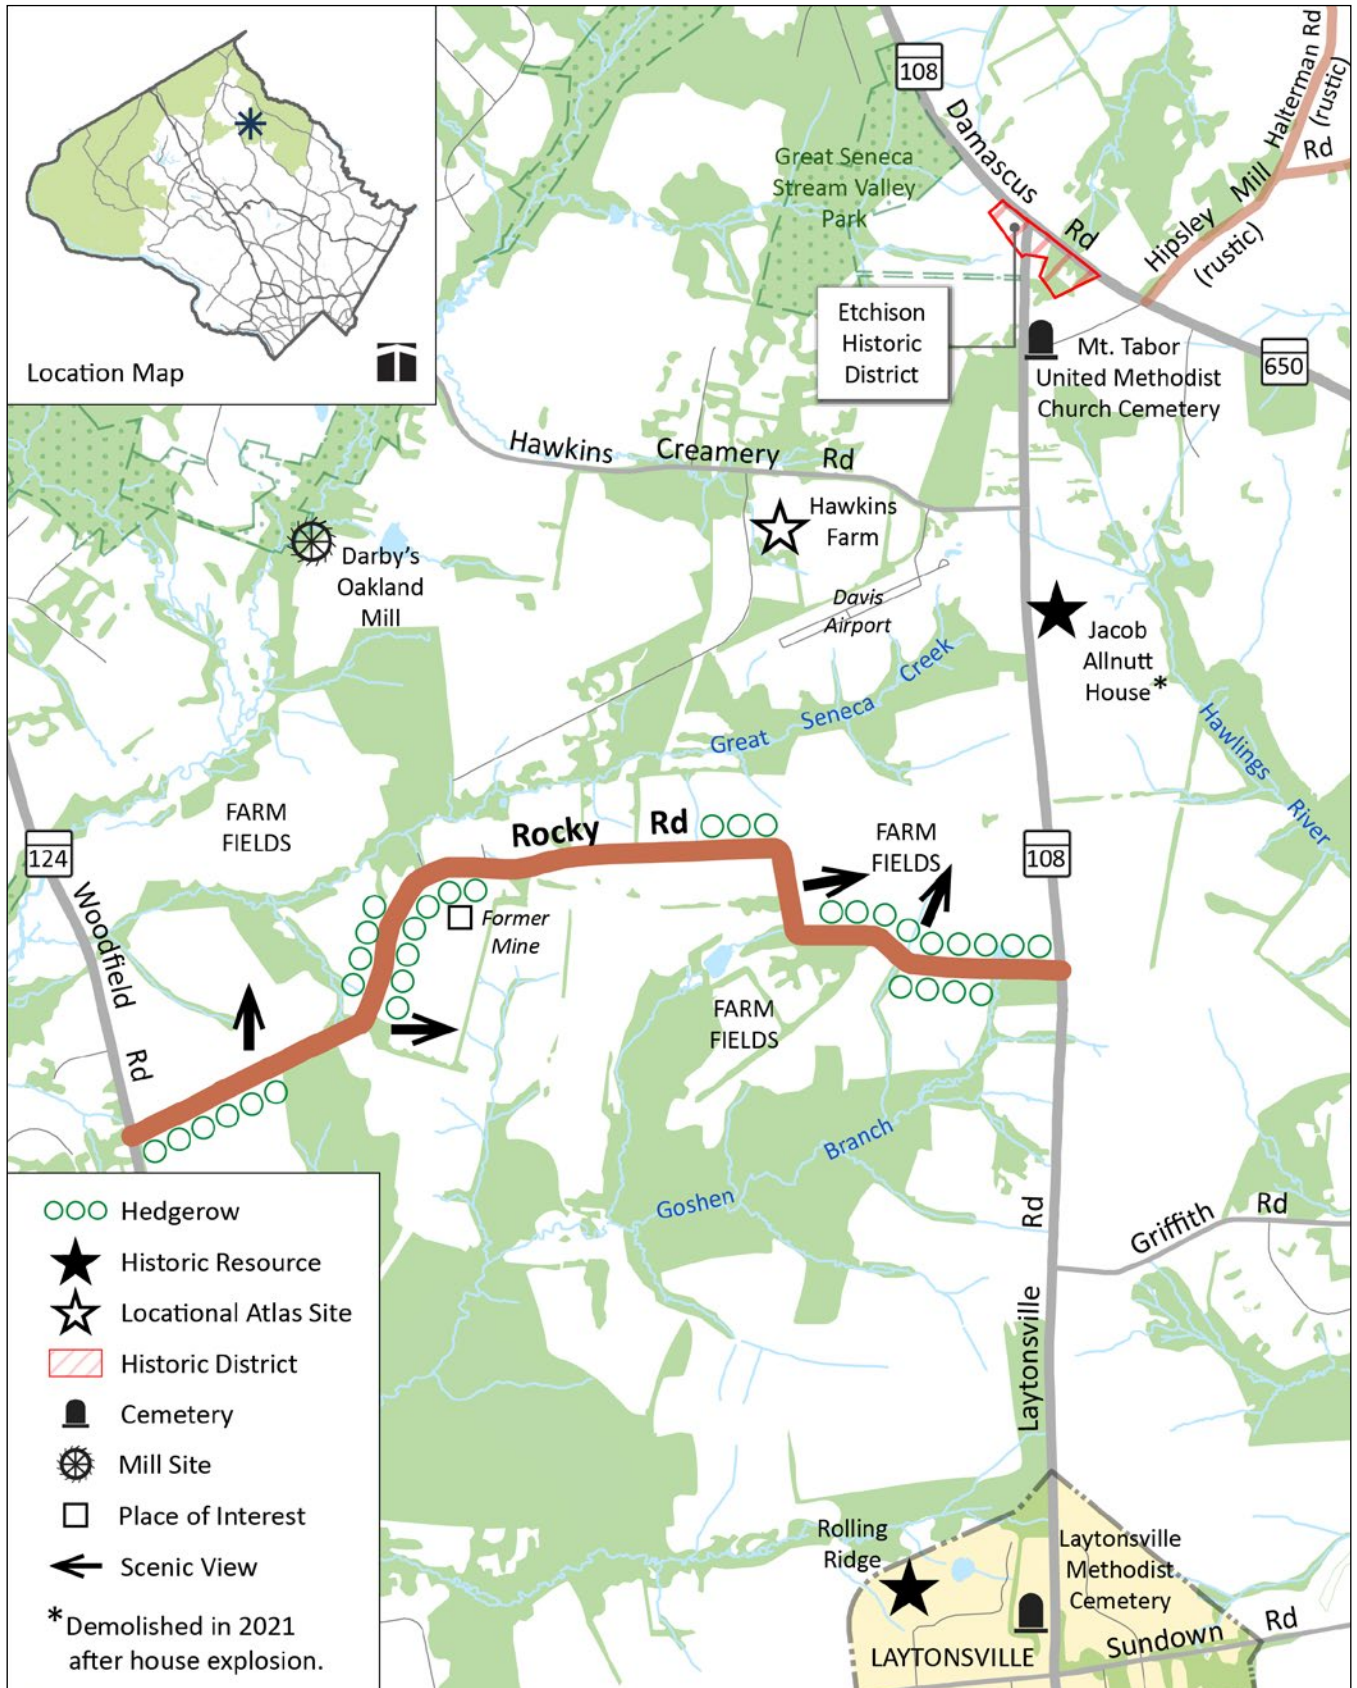 Location Map
108
Damascus
Rd
Halterman Rd
(rustic)
Rd
Hipsley Mill
(rustic)
Great Seneca
Stream Valley
Park
Etchison
Historic
District
Mt. Tabor
United Methodist
Church Cemetery
650
Hawkins Creamery Rd
Hawkins
Farm
Darby's
Oakland
Mill
Davis
Airport
Jacob
Allnutt
House*
Great Seneca Creek
Hawlings
River
FARM
FIELDS
Rocky Rd
FARM
FIELDS
124
108
Woodfield
Rd
Former
Mine
FARM
FIELDS
Branch
Goshen
Griffith Rd
Laytonsville Rd
Hedgerow
Historic Resource
Locational Atlas Site
Historic District
Cemetery
Mill Site
Place of Interest
Scenic View
*Demolished in 2021
after house explosion.
Rolling
Ridge
Laytonsville
Methodist
Cemetery
LAYTONSVILLE
Sundown Rd